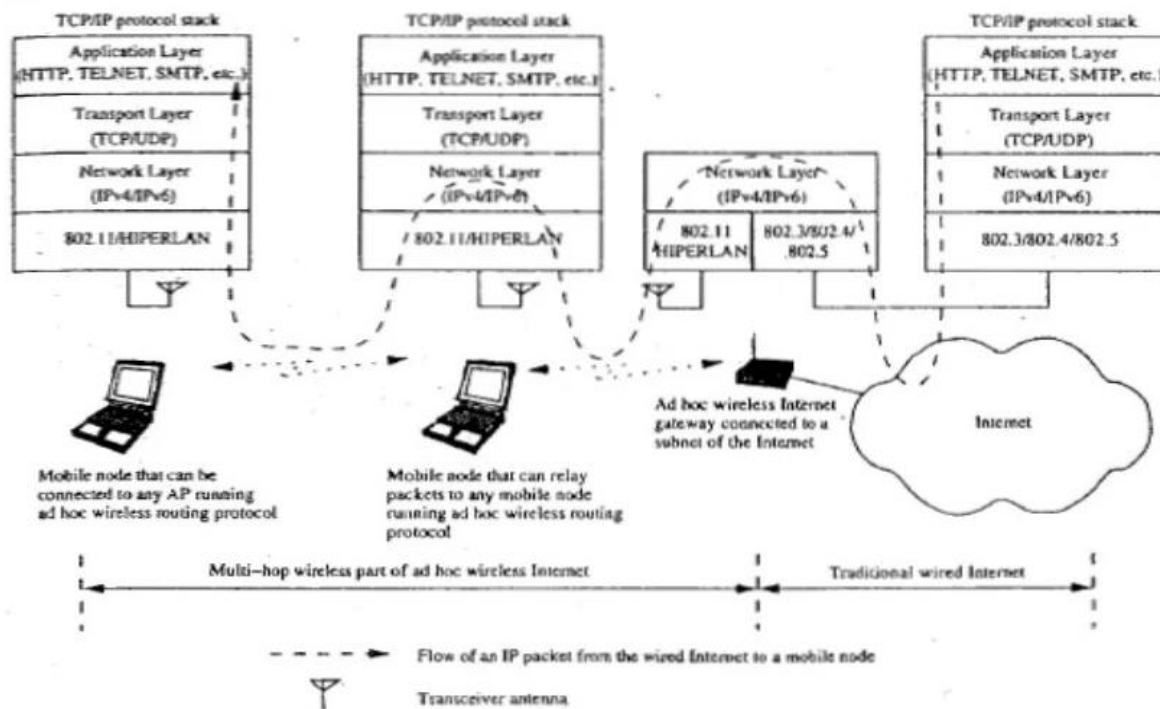 TCP/IP protocol stack
Application Layer
(HTTP, TELNET, SMTP, etc.)
Transport Layer
(TCP/UDP)
Network Layer
(IPv4/IPv6)
802.11/HIPERLAN
TCP/IP protocol stack
Application Layer
(HTTP, TELNET, SMTP, etc.)
Transport Layer
(TCP/UDP)
Network Layer
(IPv4/IPv6)
802.11/HIPERLAN
Network Layer
(IPv4/IPv6)
802.11
HIPERLAN
802.3/802.4/
802.5
TCP/IP protocol stack
Application Layer
(HTTP, TELNET, SMTP, etc.)
Transport Layer
(TCP/UDP)
Network Layer
(IPv4/IPv6)
802.3/802.4/802.5
Mobile node that can be
connected to any AP running
ad hoc wireless routing protocol
Mobile node that can relay
packets to any mobile node
running ad hoc wireless routing
protocol
Ad hoc wireless Internet
gateway connected to a
subnet of the Internet
Internet
Multi-hop wireless part of ad hoc wireless Internet
Traditional wired Internet
Flow of an IP packet from the wired Internet to a mobile node
Transceiver antenna